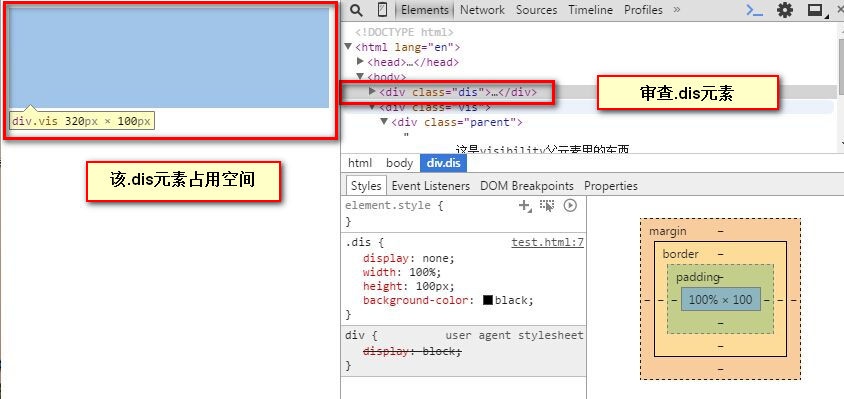 div.vis 320px × 100px
该.dis元素占用空间
Elements Network Sources Timeline Profiles »
<!DOCTYPE html>
<html lang="en">
<head>…</head>
<body>
<div class="dis">…</div>
审查.dis元素
<div class="vis">
<div class="parent">
"
这是visibility父元素里的东西
html body div.dis
Styles Event Listeners DOM Breakpoints Properties
element.style {
}
.dis { test.html:7
display: none;
width: 100%;
height: 100px;
background-color: black;
}
div { user agent stylesheet
display: block;
}
margin –
border –
padding–
– – – 100% × 100 – – –
–
–
–